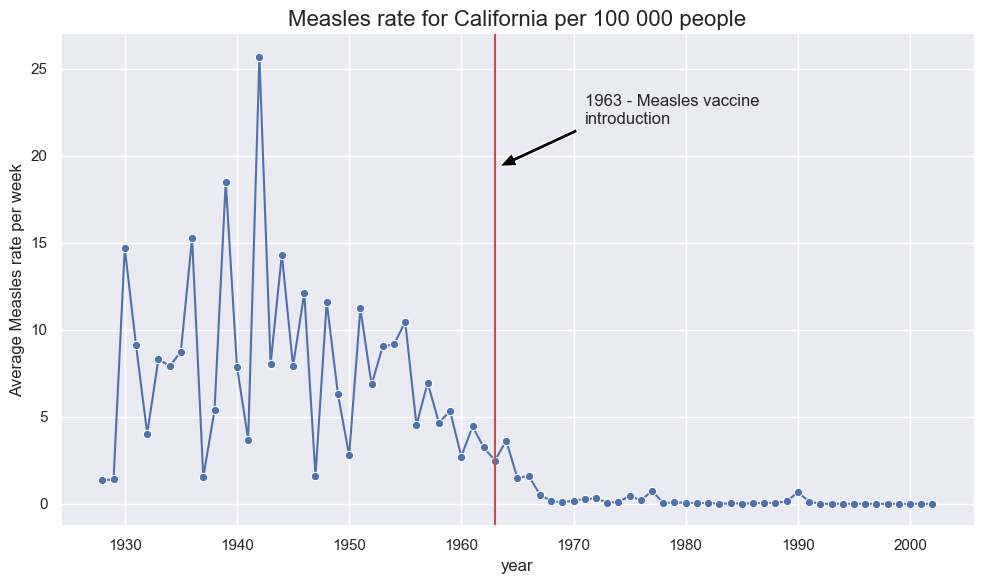 Measles rate for California per 100 000 people
25
20
15
10
5
0
Average Measles rate per week
1963 - Measles vaccine
introduction
1930
1940
1950
1960
1970
1980
1990
2000
year